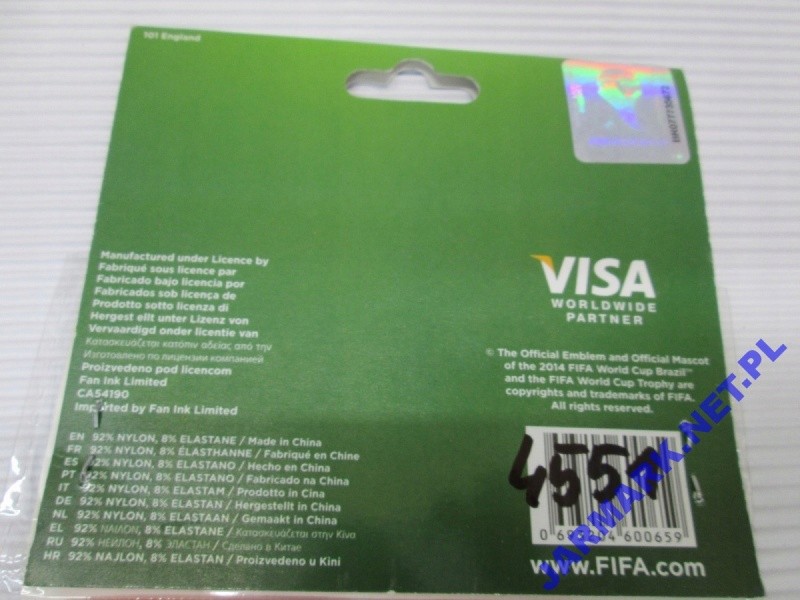 101 England
BR077730672
Manufactured under Licence by
Fabriqué sous licence par
Fabricado bajo licencia por
Fabricados sob licença de
Prodotto sotto licenza di
Hergest ellt unter Lizenz von
Vervaardigd onder licentie van
Κατασκευάζεται κατόπιν αδείας από την
Изготовлено по лицензии компанией
Proizvedeno pod licencom
Fan Ink Limited
CA54190
Imported by Fan Ink Limited
EN 92% NYLON, 8% ELASTANE / Made in China
FR 92% NYLON, 8% ÉLASTHANNE / Fabriqué en Chine
ES 92% NYLON, 8% ELASTANO / Hecho en China
PT 92% NYLON, 8% ELASTANO / Fabricado na China
IT 92% NYLON, 8% ELASTAM / Prodotto in Cina
DE 92% NYLON, 8% ELASTAN / Hergestellt in China
NL 92% NYLON, 8% ELASTAAN / Gemaakt in China
EL 92% ΝΑΙΛΟΝ, 8% ELASTANE / Κατασκευάζεται στην Κίνα
RU 92% НЕЙЛОН, 8% ЭЛАСТАН / Сделано в Китае
HR 92% NAJLON, 8% ELASTAN / Proizvedeno u Kini
VISA
WORLDWIDE
PARTNER
© The Official Emblem and Official Mascot
of the 2014 FIFA World Cup Brazil™
and the FIFA World Cup Trophy are
copyrights and trademarks of FIFA.
All rights reserved.
600659
www.FIFA.com
JARMARK.NET.PL